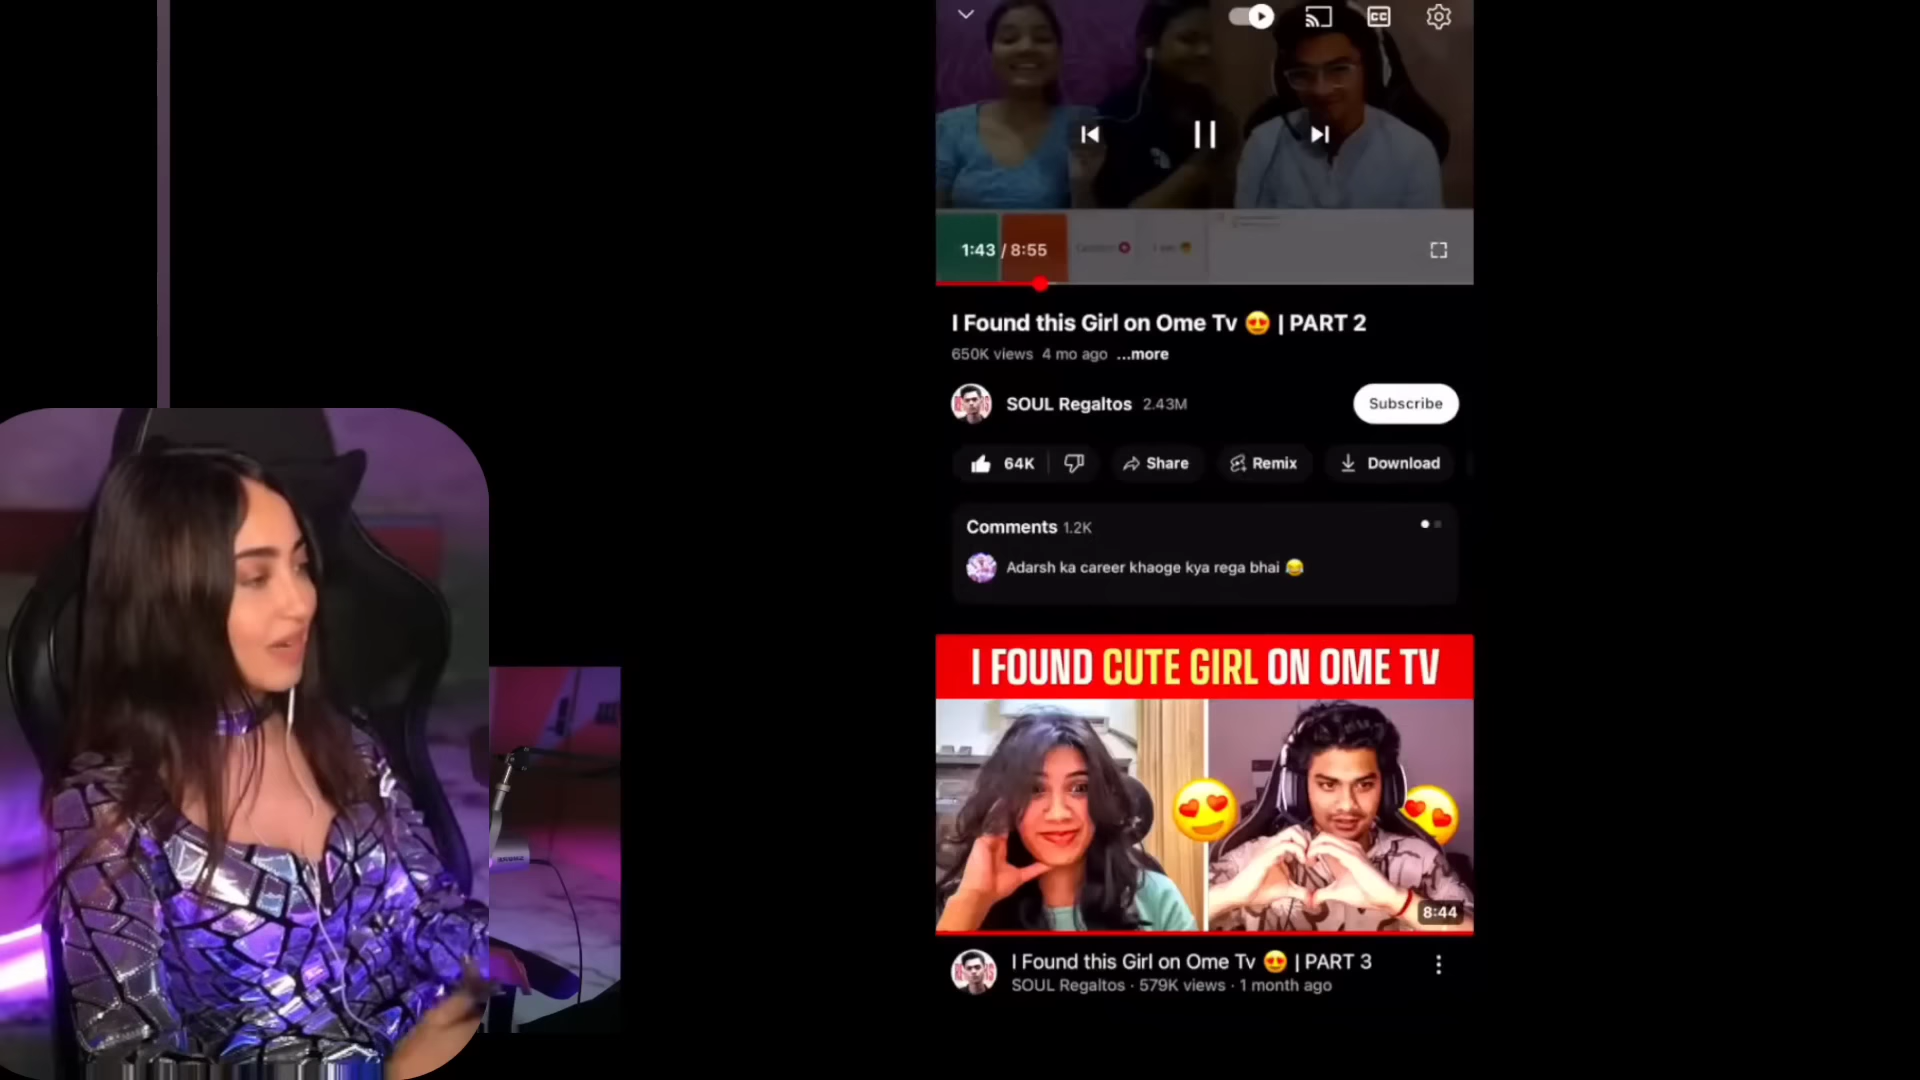 CC
1:43 / 8:55
I Found this Girl on Ome Tv 😍 | PART 2
650K views 4 mo ago ...more
SOUL Regaltos 2.43M
Subscribe
64K
Share
Remix
Download
Comments 1.2K
Adarsh ka career khaoge kya rega bhai 😂
I FOUND CUTE GIRL ON OME TV
8:44
I Found this Girl on Ome Tv 😍 | PART 3
SOUL Regaltos · 579K views · 1 month ago